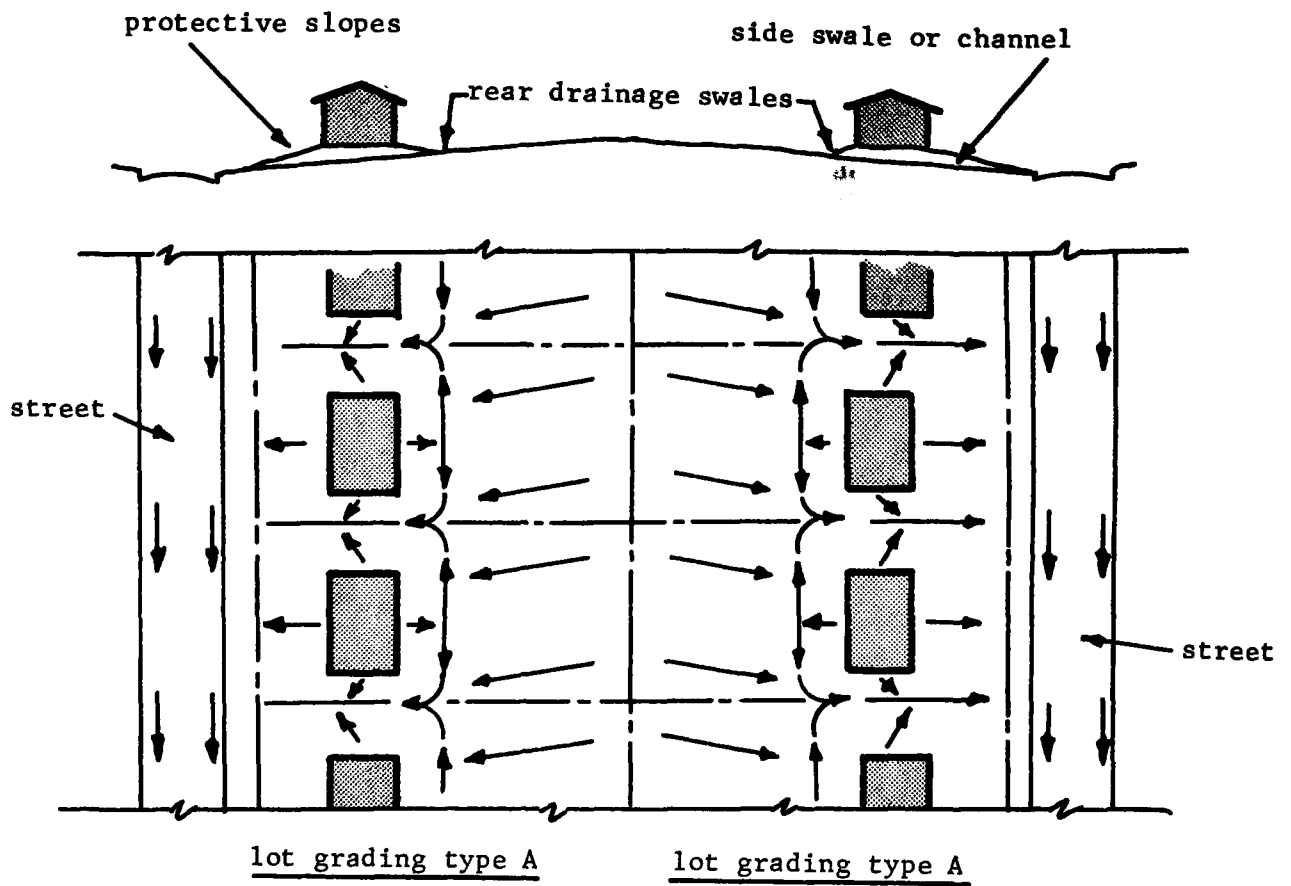 protective slopes
side swale or channel
rear drainage swales
street
street
lot grading type A
lot grading type A